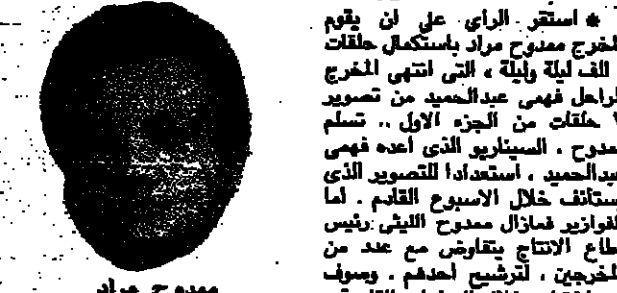 * استقر الرأى على ان يقوم
المخرج ممدوح مراد باستكمال حلقات
« الف ليلة وليلة » التى انتهى المخرج
الراحل فهمى عبدالحميد من تصوير
حلقات من الجزء الاول .. تسلم
ممدوح . السيناريو الذى اعده فهمى
عبدالحميد . استعدادا للتصوير الذى
يستأنف خلال الاسبوع القادم . اما
الفوازير فمازال ممدوح الليثى رئيس
قطاع الانتاج يتفاوض مع عدد من
المخرجين ، لترشيح احدهم . وسوف
ممدوح مراد